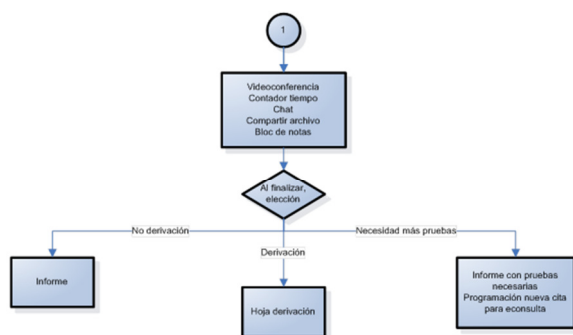 1
Videoconferencia
Contador tiempo
Chat
Compartir archivo
Bloc de notas
Al finalizar,
elección
No derivación
Necesidad más pruebas
Derivación
Informe
Hoja derivación
Informe con pruebas
necesarias
Programación nueva cita
para econsulta